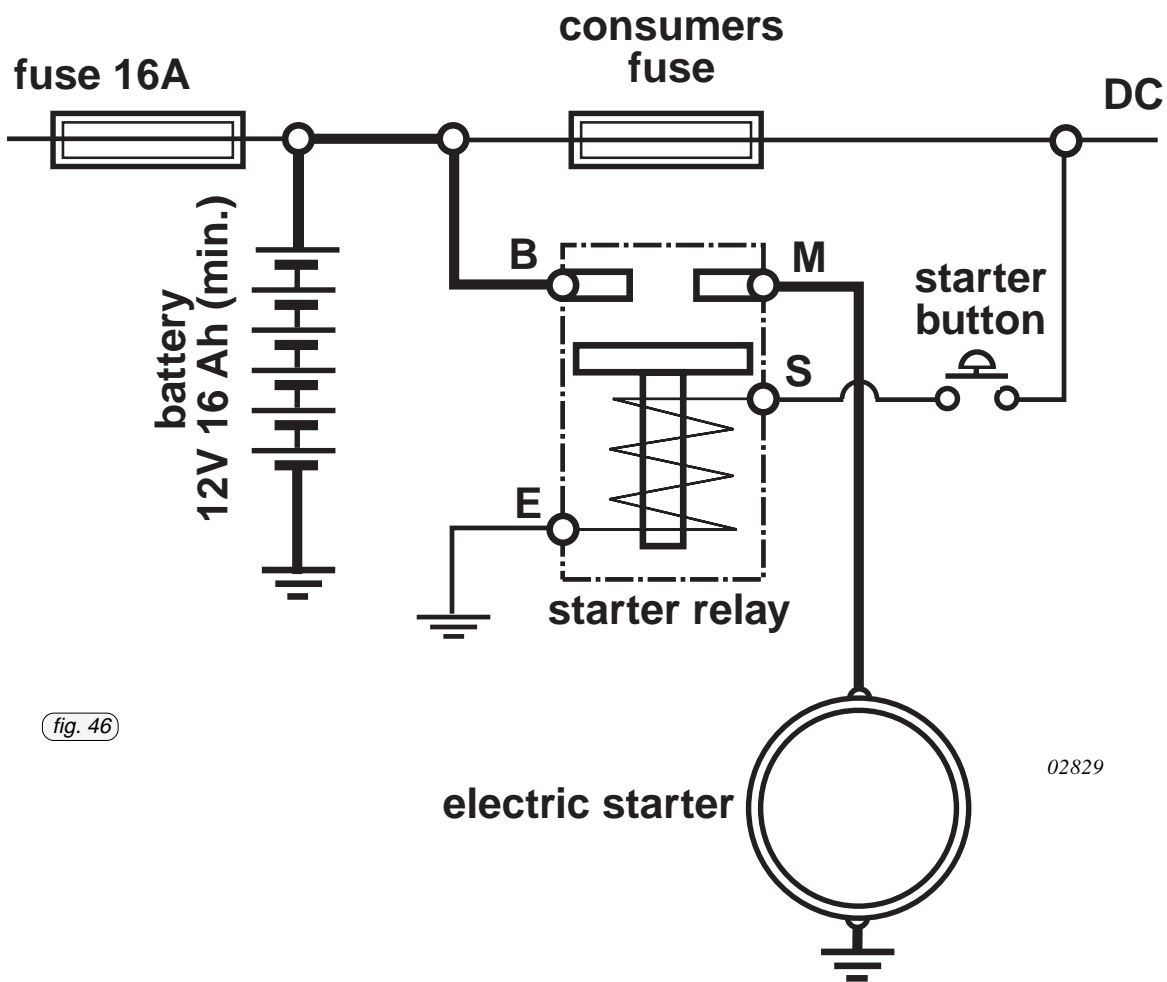 consumers
fuse
fuse 16A
DC
battery
12V 16 Ah (min.)
B
M
starter
button
S
E
starter relay
fig. 46
02829
electric starter